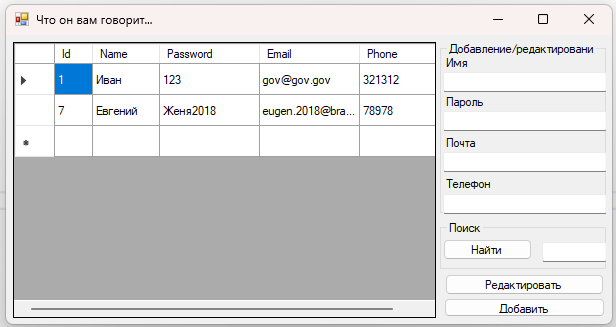 Что он вам говорит...
Id Name Password Email Phone
1 Иван 123 gov@gov.gov 321312
7 Евгений Женя2018 eugen.2018@bra... 78978
Добавление/редактировани
Имя
Пароль
Почта
Телефон
Поиск
Найти
Редактировать
Добавить